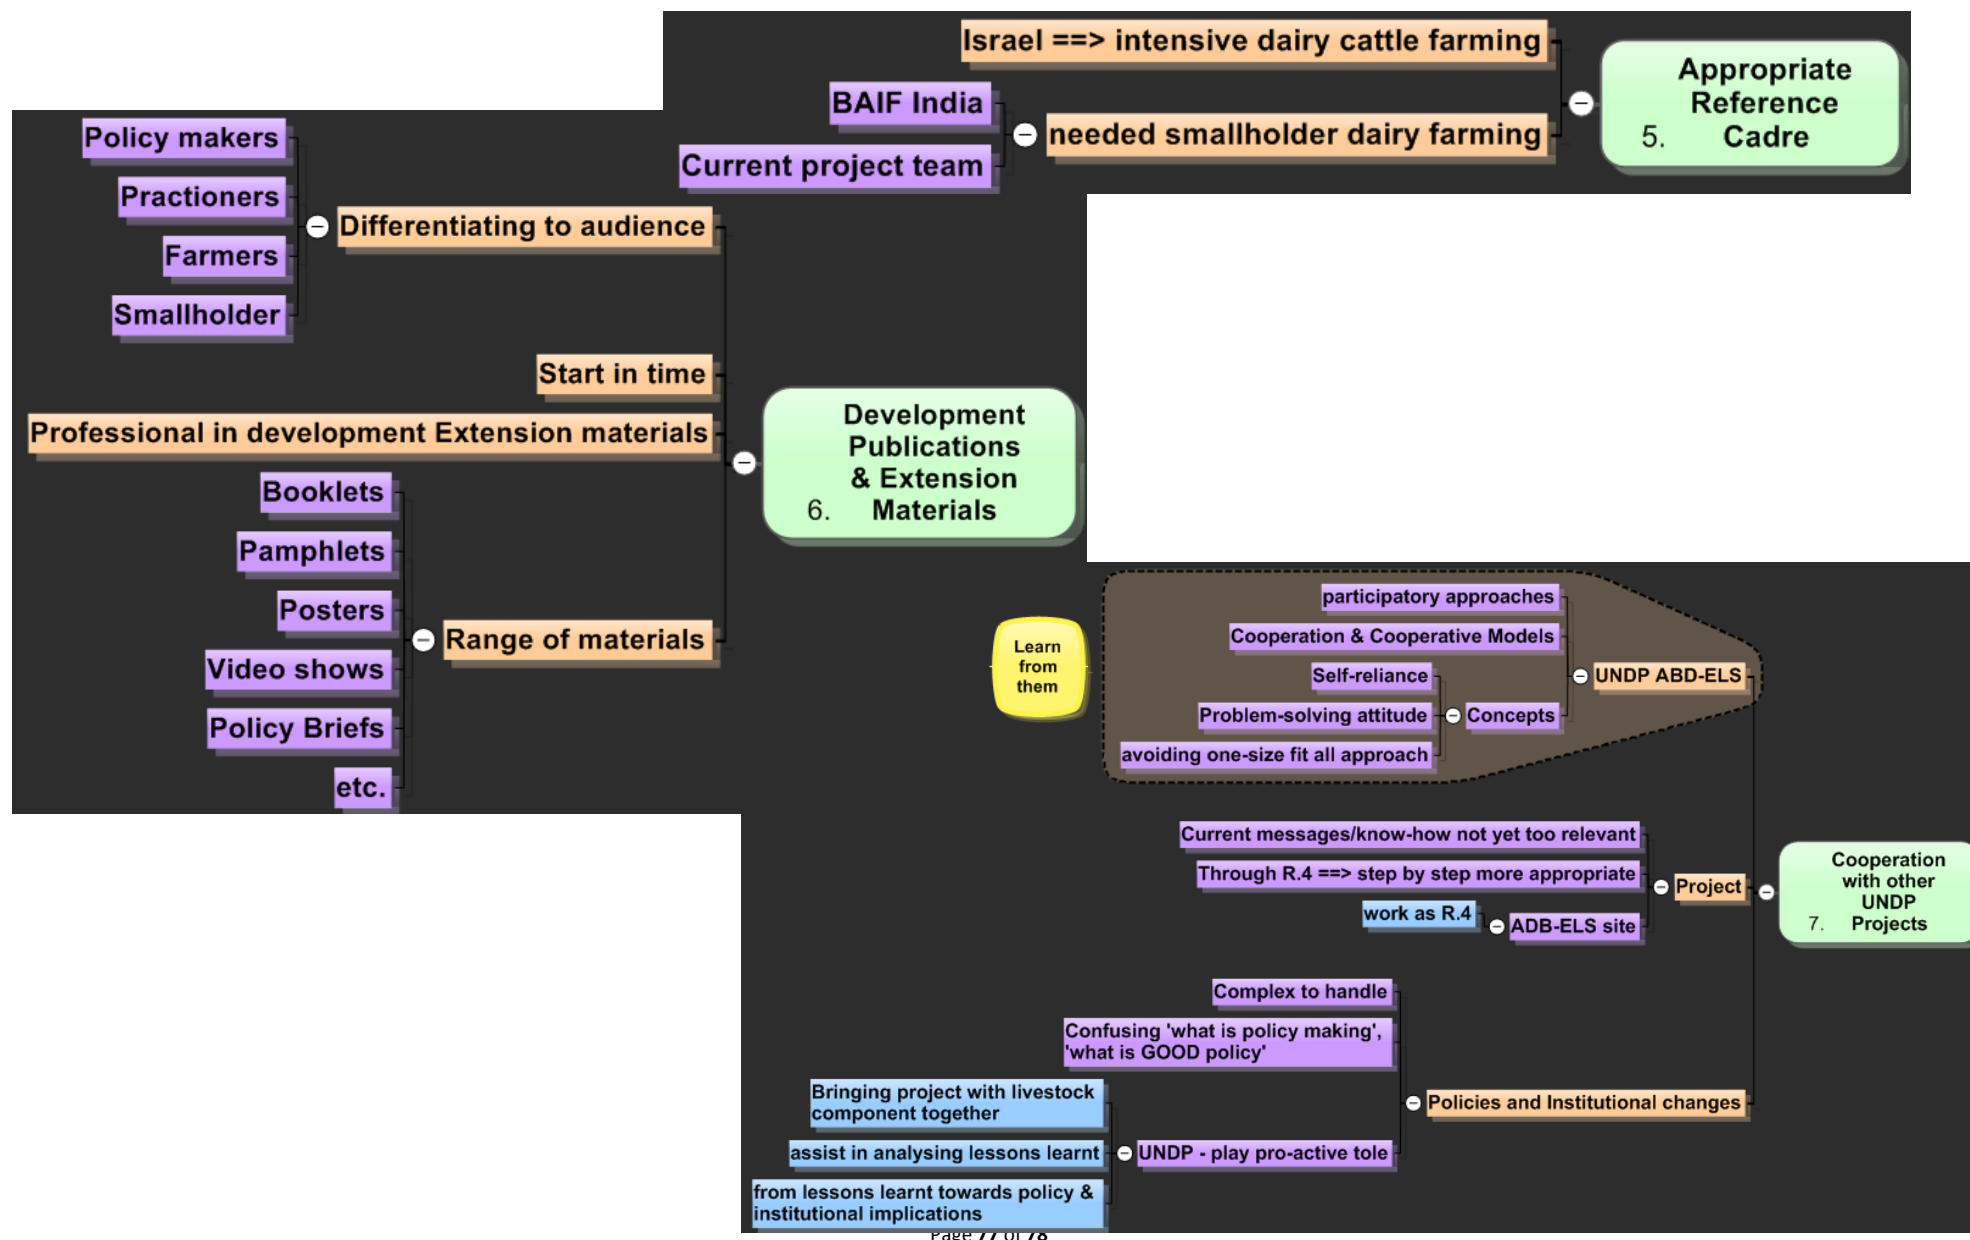 Israel ==> intensive dairy cattle farming
BAIF India
needed smallholder dairy farming
Current project team
Appropriate
Reference
5. Cadre
Policy makers
Practioners
Differentiating to audience
Farmers
Smallholder
Start in time
Professional in development Extension materials
Development
Publications
& Extension
6. Materials
Booklets
Pamphlets
Posters
Range of materials
Video shows
Policy Briefs
etc.
Learn
from
them
participatory approaches
Cooperation & Cooperative Models
UNDP ABD-ELS
Self-reliance
Problem-solving attitude
Concepts
avoiding one-size fit all approach
Current messages/know-how not yet too relevant
Through R.4 ==> step by step more appropriate
Project
work as R.4
ADB-ELS site
Cooperation
with other
UNDP
7. Projects
Complex to handle
Confusing 'what is policy making',
'what is GOOD policy'
Policies and Institutional changes
Bringing project with livestock
component together
assist in analysing lessons learnt
UNDP - play pro-active tole
from lessons learnt towards policy &
institutional implications
Page 77 of 78